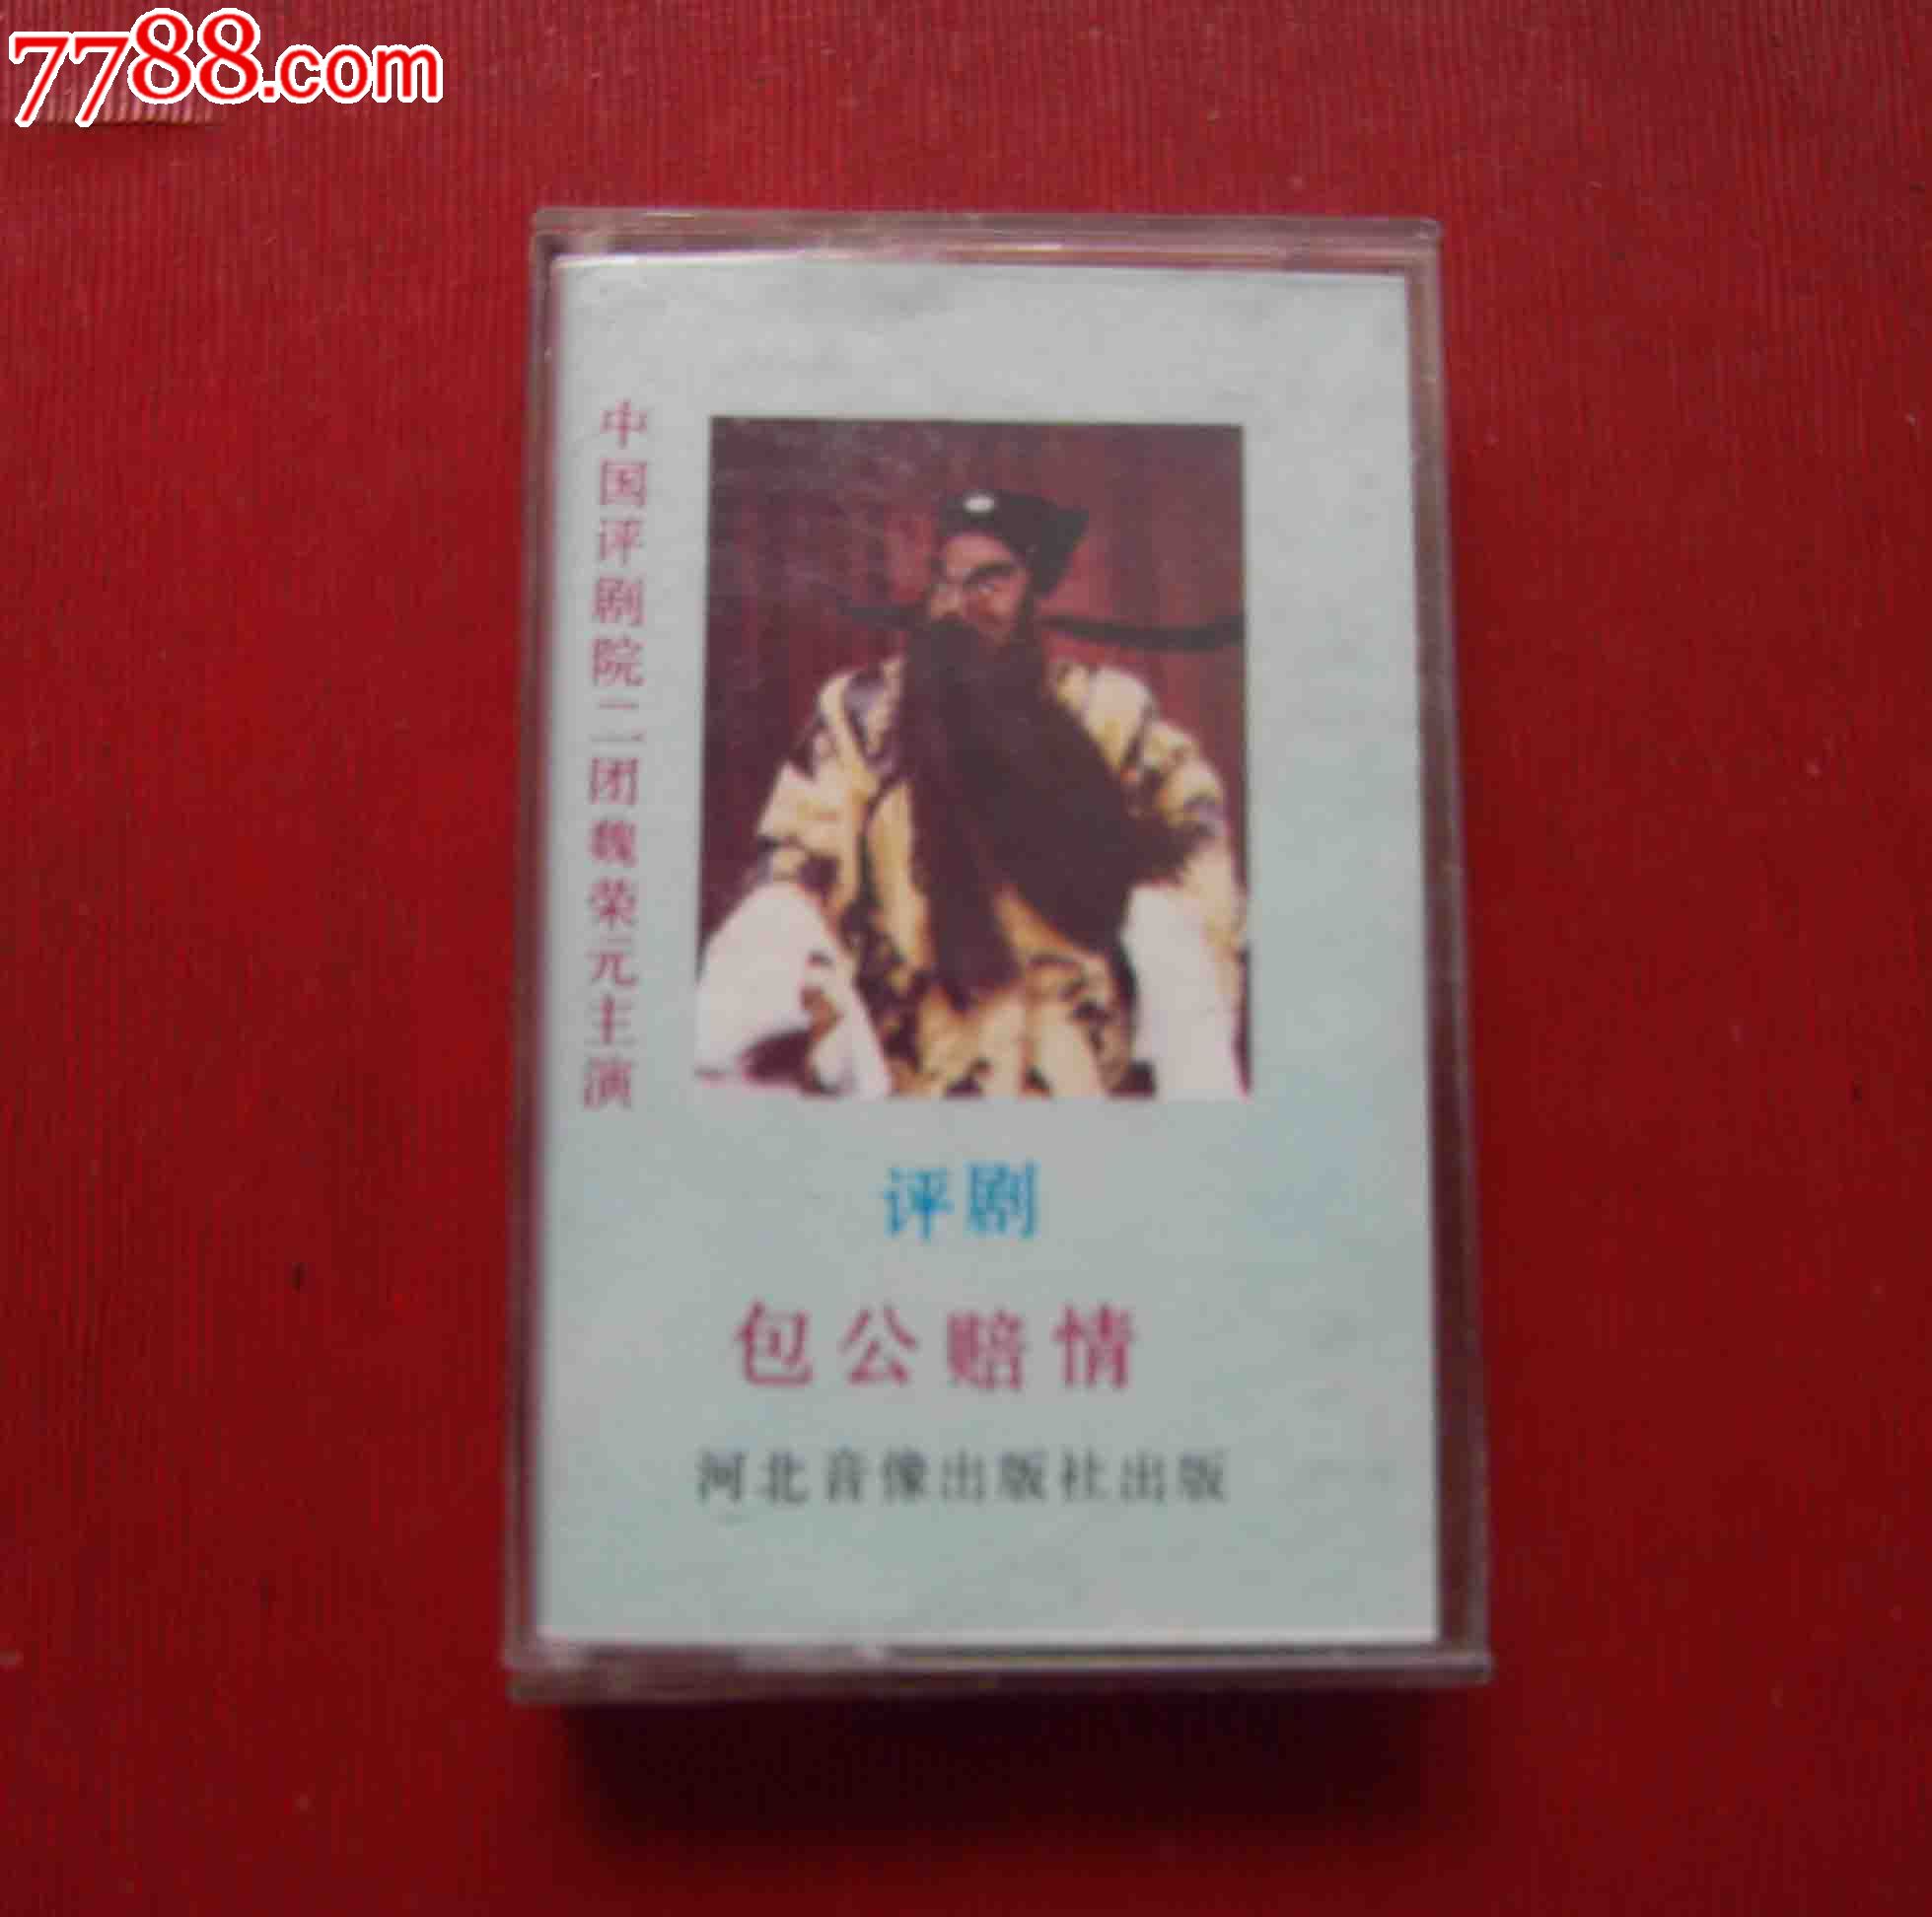 7788.com
中国评剧院二团魏荣元主演
评剧
包公赔情
河北音像出版社出版